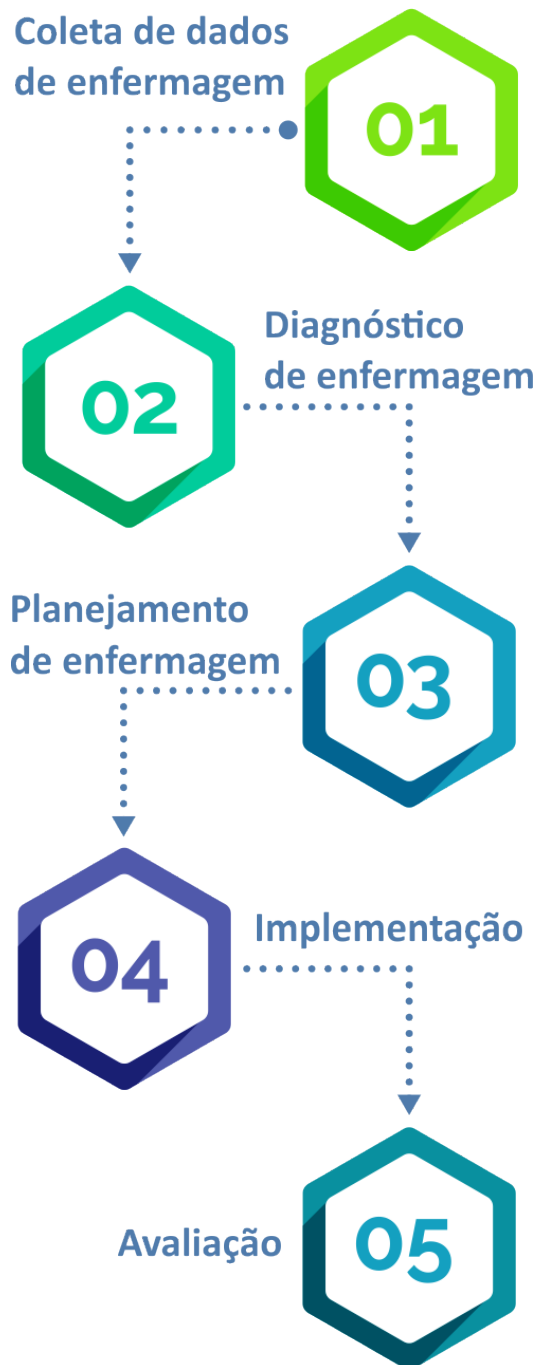 Coleta de dados
de enfermagem
01
02
Diagnóstico
de enfermagem
Planejamento
de enfermagem
03
04
Implementação
Avaliação
05